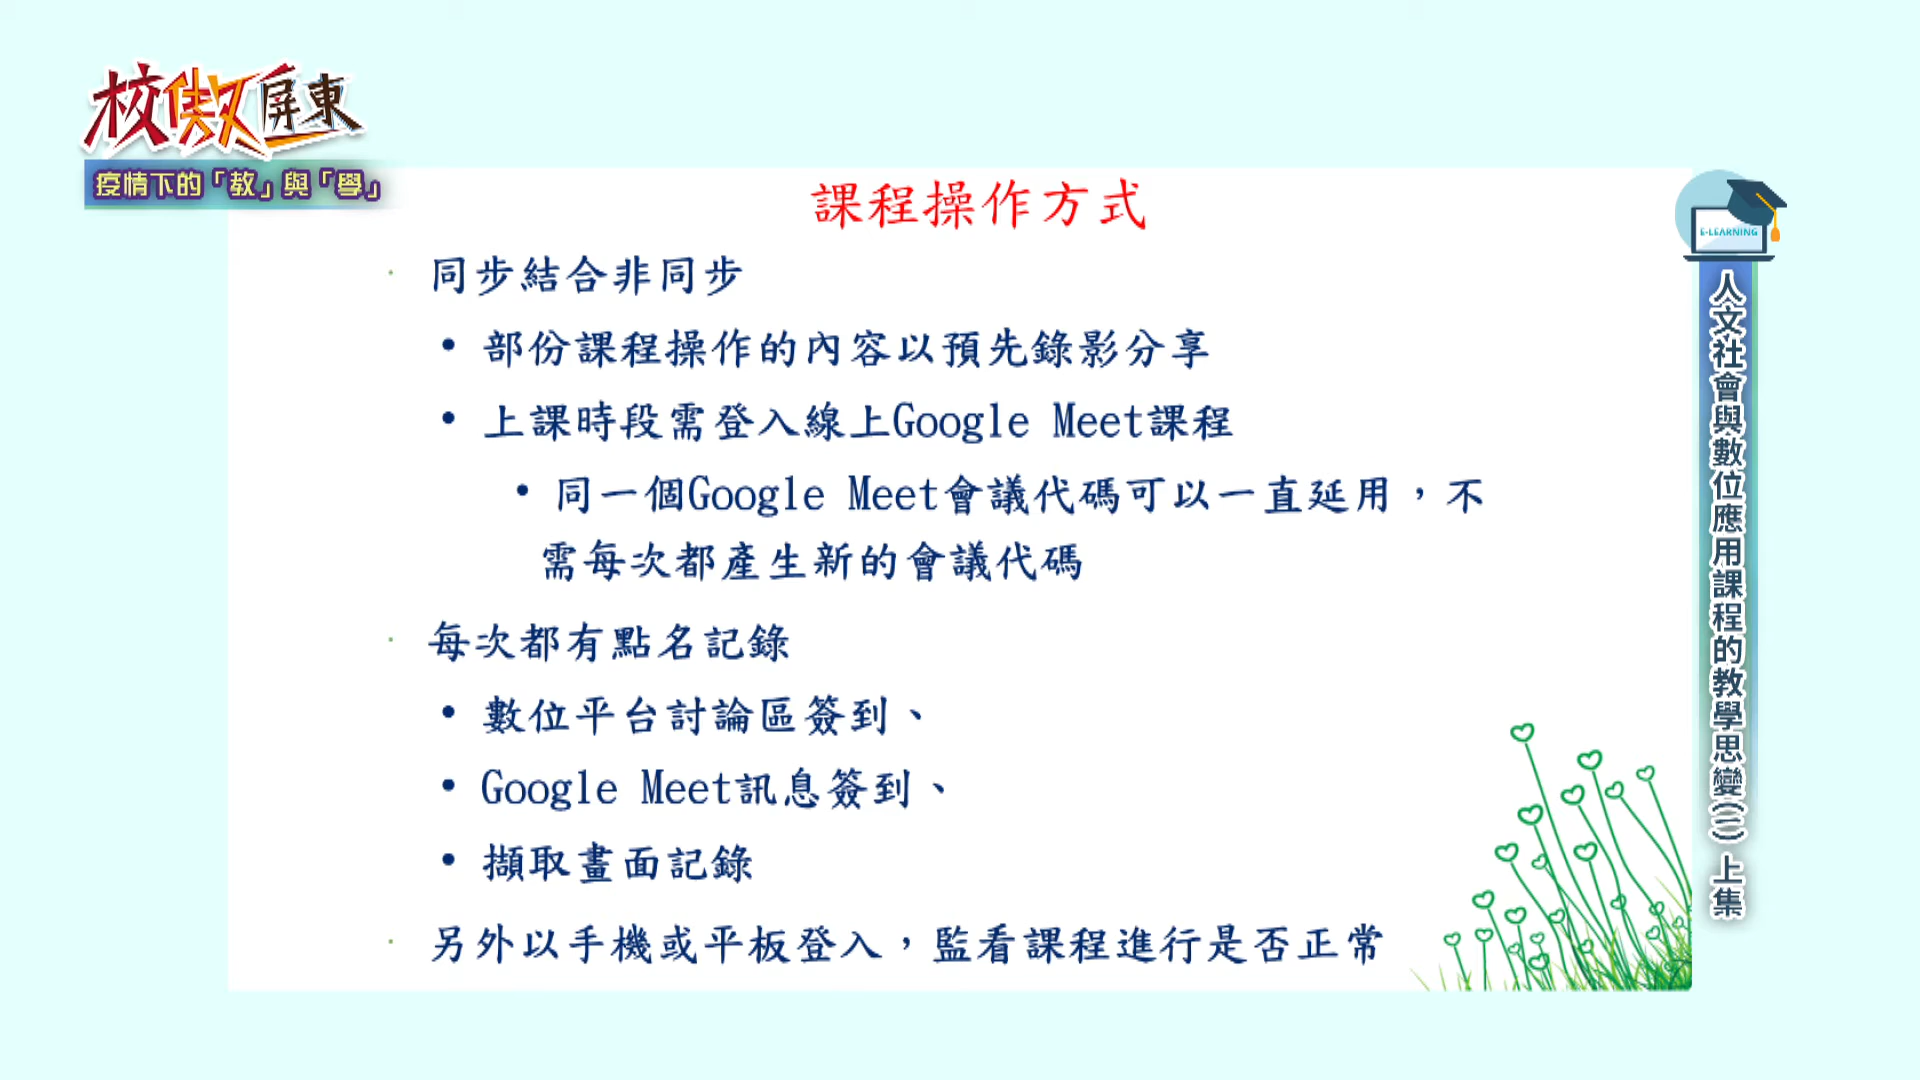 校傲屏東
疫情下的「教」與「學」
課程操作方式
E-LEARNING
同步結合非同步
• 部份課程操作的內容以預先錄影分享
• 上課時段需登入線上Google Meet課程
• 同一個Google Meet會議代碼可以一直延用，不
需每次都產生新的會議代碼
每次都有點名記錄
• 數位平台討論區簽到、
• Google Meet訊息簽到、
• 擷取畫面記錄
另外以手機或平板登入，監看課程進行是否正常
人文社會與數位應用課程的教學思變(二)上集